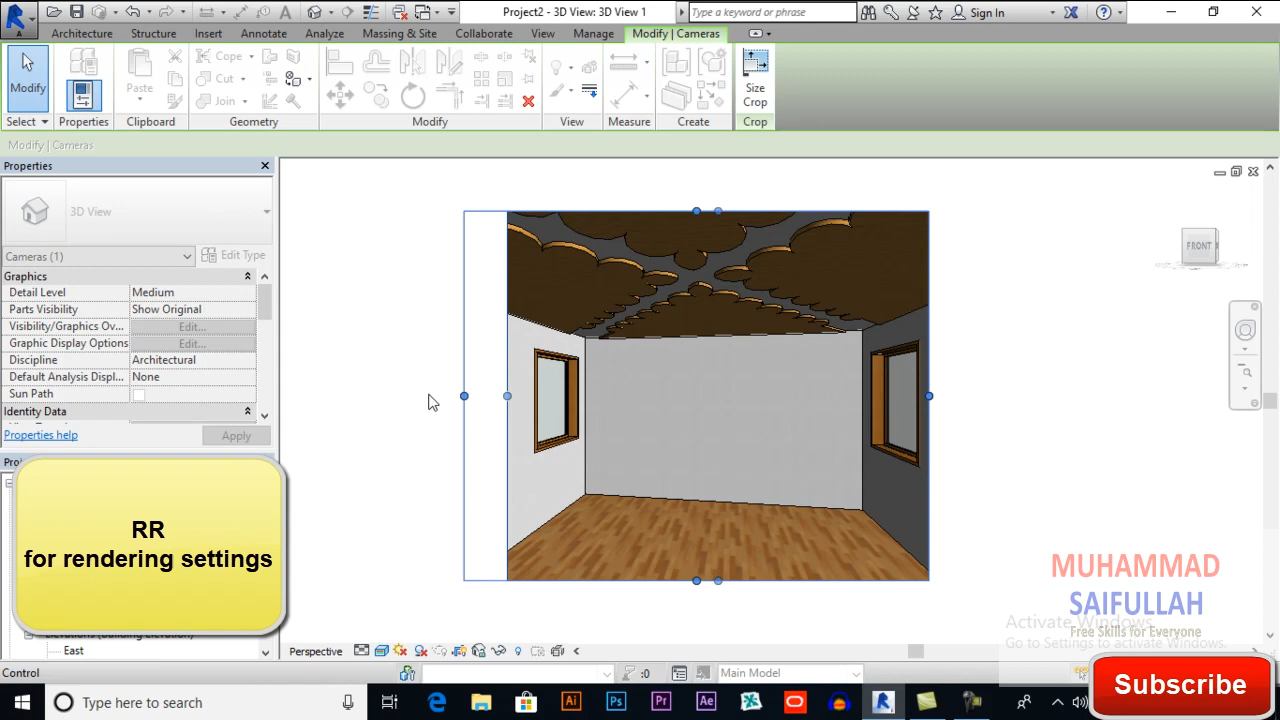 Project2 - 3D View: 3D View 1
Type a keyword or phrase
Sign In
Architecture
Structure
Insert
Annotate
Analyze
Massing & Site
Collaborate
View
Manage
Modify | Cameras
Modify
Paste
Cope
Cut
Join
Size
Crop
Select
Properties
Clipboard
Geometry
Modify
View
Measure
Create
Crop
Modify | Cameras
Properties
3D View
Cameras (1)
Edit Type
Graphics
Detail Level Medium
Parts Visibility Show Original
Visibility/Graphics Ov... Edit...
Graphic Display Options Edit...
Discipline Architectural
Default Analysis Displ... None
Sun Path
Identity Data
Properties help
Apply
RR
for rendering settings
East
FRONT
Perspective
Control
:0
Main Model
MUHAMMAD
SAIFULLAH
Free Skills for Everyone
Activate Windows
Go to Settings to activate Windows.
Subscribe
Type here to search